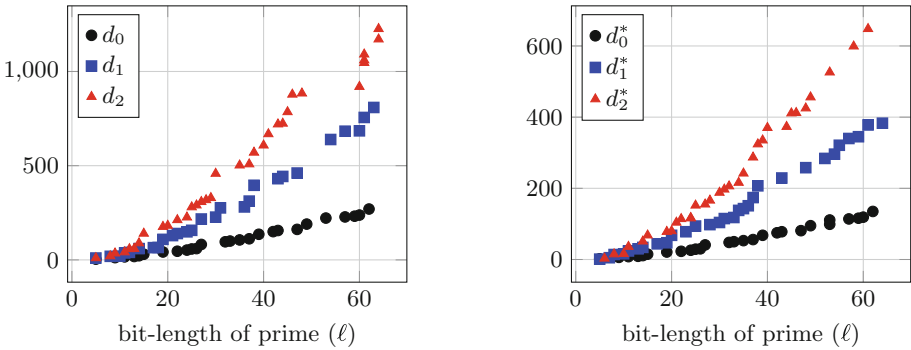 d₀
d₁
d₂
1,000
500
0
0 20 40 60
bit-length of prime (ℓ)
d₀*
d₁*
d₂*
600
400
200
0
0 20 40 60
bit-length of prime (ℓ)